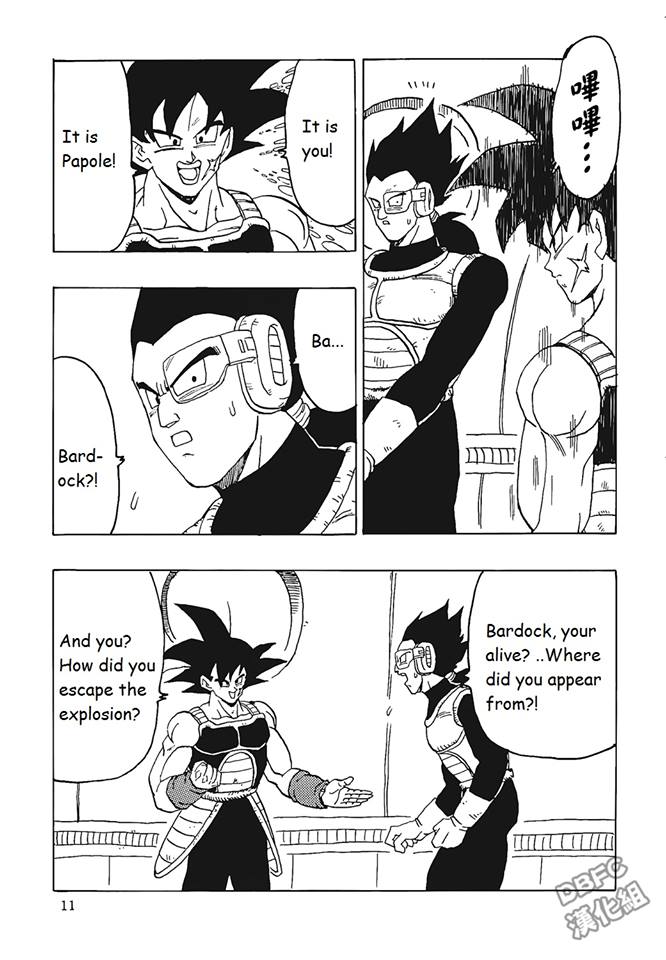 嗶
嗶…
It is
you!
It is
Papole!
Ba...
Bard-
ock?!
Bardock, your
alive? ..Where
did you appear
from?!
And you?
How did you
escape the
explosion?
11
DBFC
漢化組